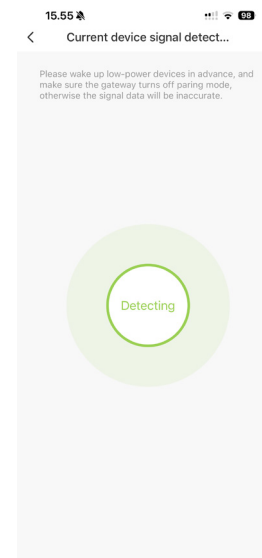 15.55
98
Current device signal detect...
Please wake up low-power devices in advance, and
make sure the gateway turns off paring mode,
otherwise the signal data will be inaccurate.
Detecting